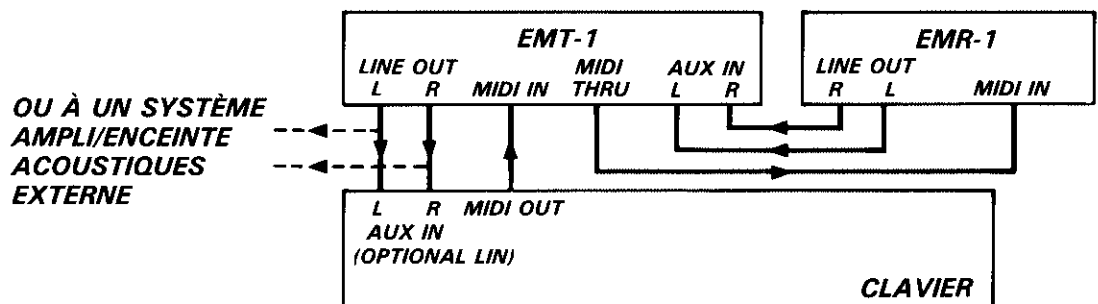 EMT-1
LINE OUT
L R
MIDI IN
MIDI
THRU
AUX IN
L R
EMR-1
LINE OUT
R L
MIDI IN
OU À UN SYSTÈME
AMPLI/ENCEINTE
ACOUSTIQUES
EXTERNE
L R MIDI OUT
AUX IN
(OPTIONAL LIN)
CLAVIER